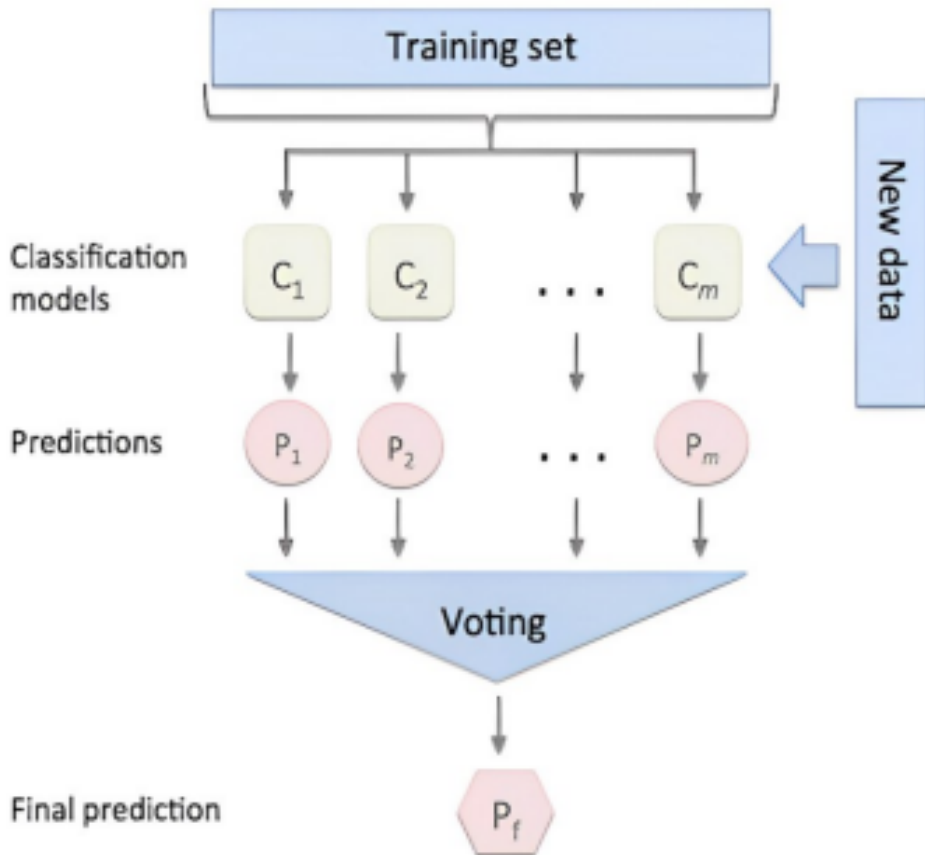 Training set
New data
Classification
models
C1
C2
. . .
Cm
Predictions
P1
P2
. . .
Pm
Voting
Final prediction
Pf